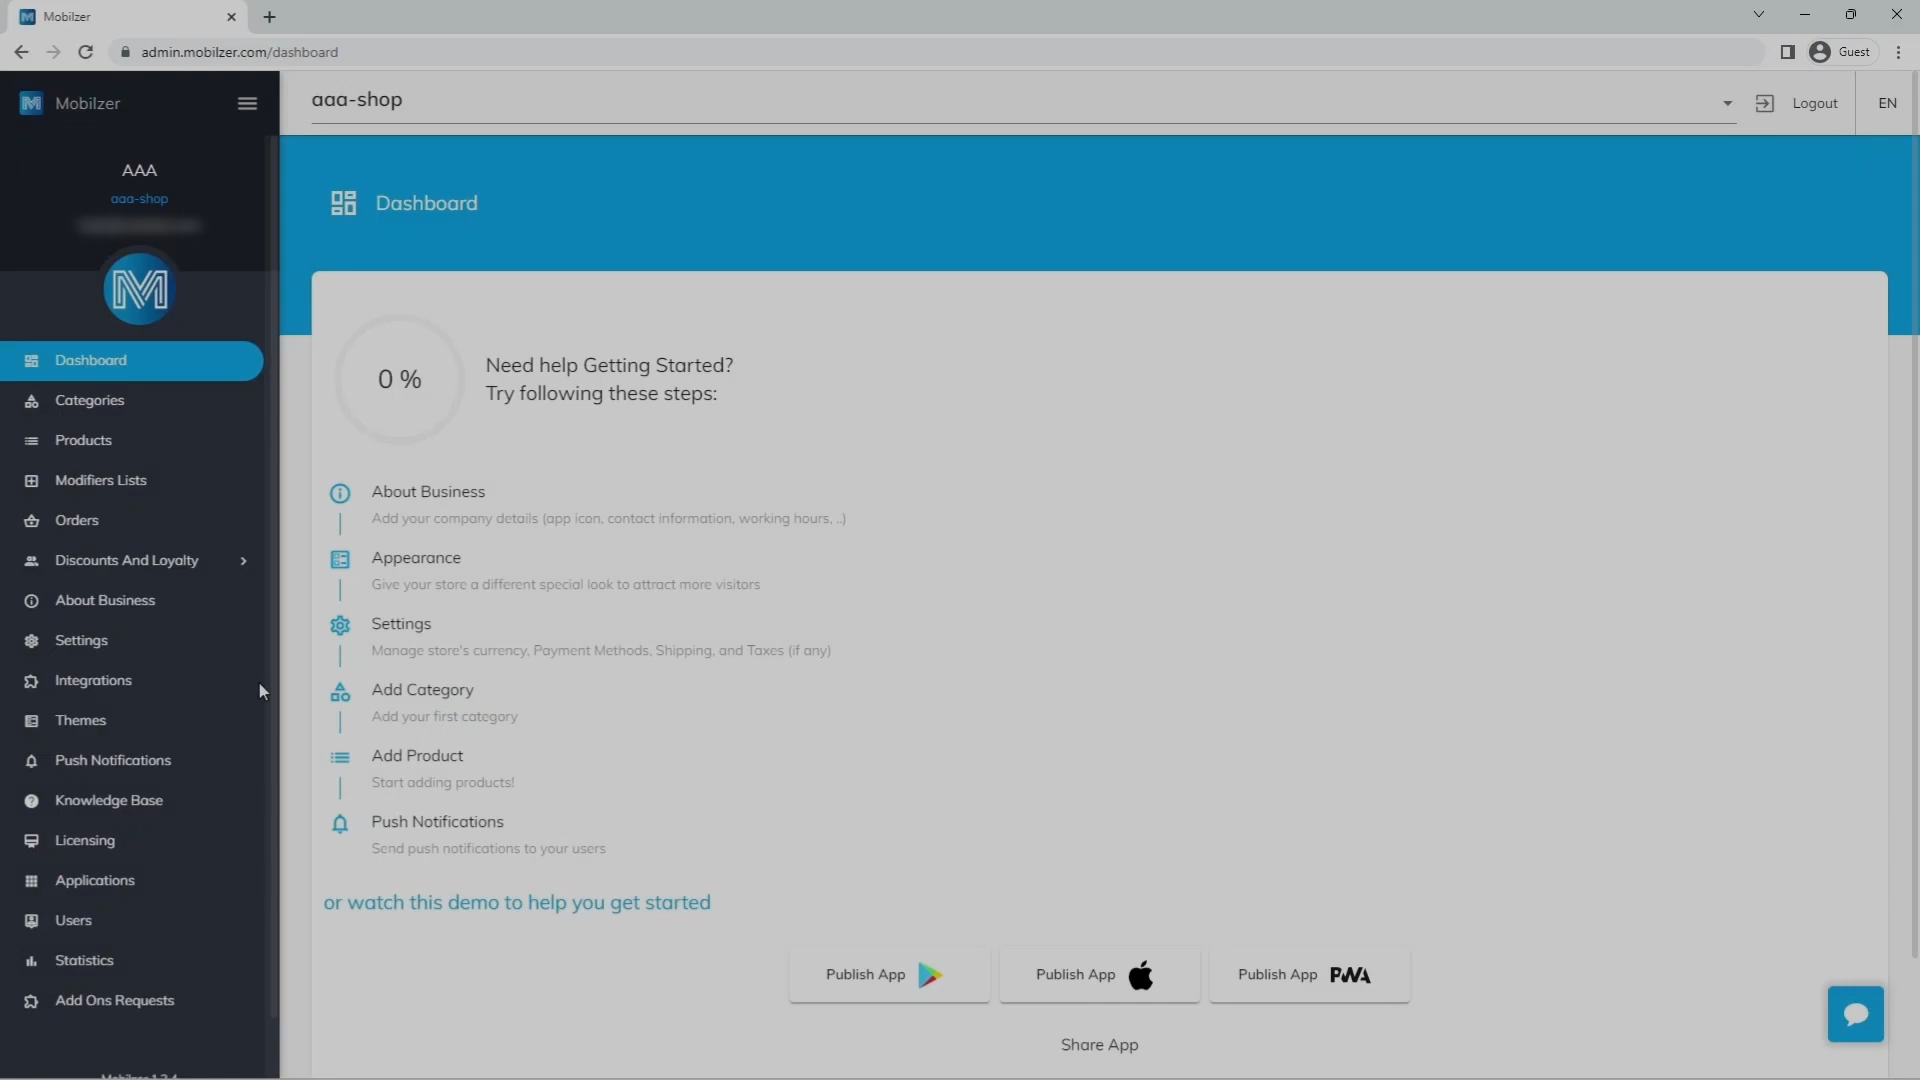 Mobilzer
admin.mobilzer.com/dashboard
Guest
Mobilzer
aaa-shop
Logout
EN
AAA
aaa-shop
Dashboard
Dashboard
Categories
Products
Modifiers Lists
Orders
Discounts And Loyalty
About Business
Settings
Integrations
Themes
Push Notifications
Knowledge Base
Licensing
Applications
Users
Statistics
Add Ons Requests
Mobilzer 1.2.4
0 %
Need help Getting Started?
Try following these steps:
About Business
Add your company details (app icon, contact information, working hours, ..)
Appearance
Give your store a different special look to attract more visitors
Settings
Manage store's currency, Payment Methods, Shipping, and Taxes (if any)
Add Category
Add your first category
Add Product
Start adding products!
Push Notifications
Send push notifications to your users
or watch this demo to help you get started
Publish App
Publish App
Publish App PWA
Share App